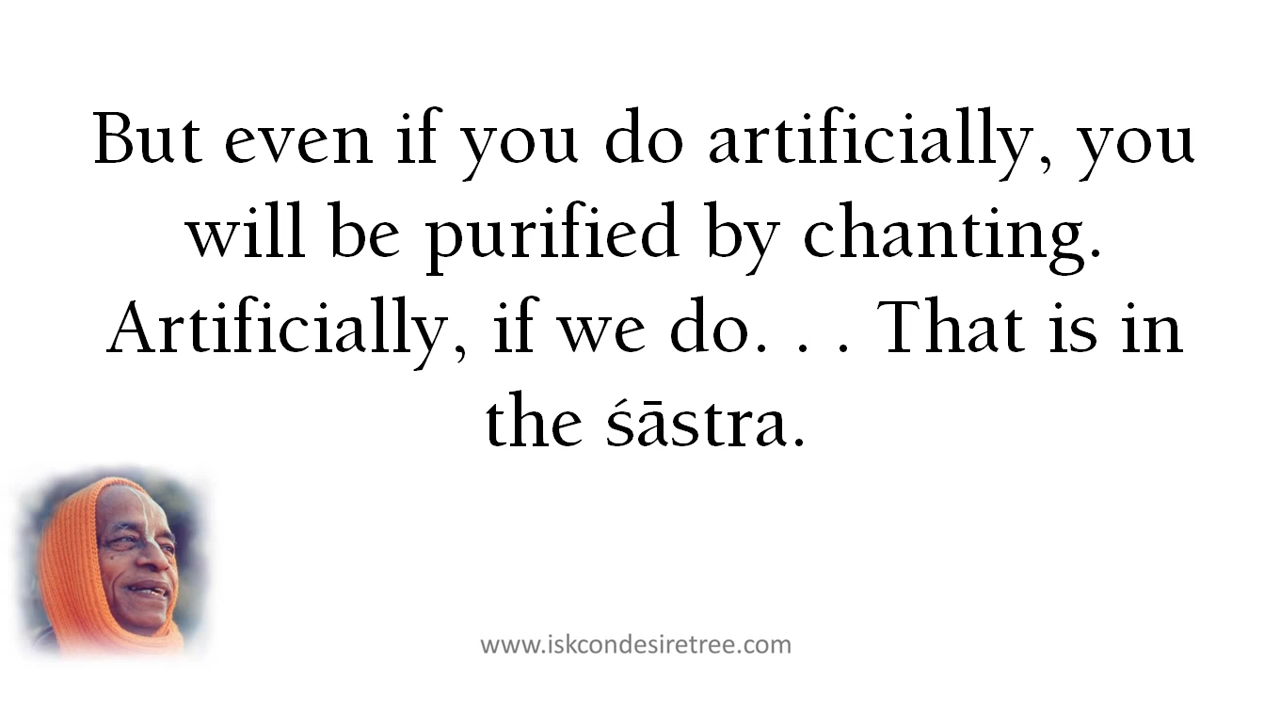 But even if you do artificially, you
will be purified by chanting.
Artificially, if we do. . . That is in
the śāstra.
www.iskcondesiretree.com